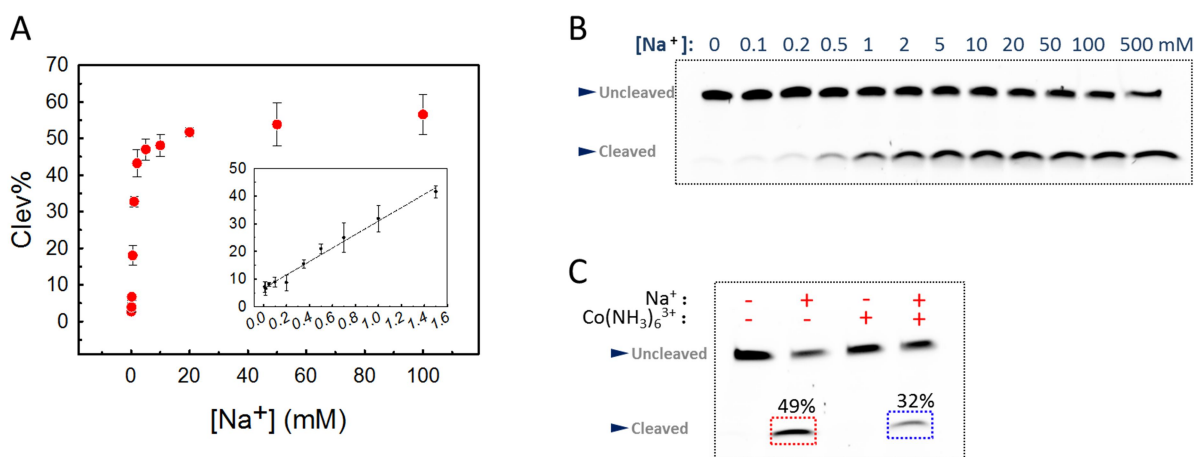 A
Clev%
70
60
50
40
30
20
10
0
0 20 40 60 80 100
[Na⁺] (mM)
50
40
30
20
10
0
0.0 0.2 0.4 0.6 0.8 1.0 1.2 1.4 1.6
B
[Na⁺]: 0 0.1 0.2 0.5 1 2 5 10 20 50 100 500 mM
Uncleaved
Cleaved
C
Na⁺ : - + - +
Co(NH₃)₆³⁺ : - - + +
Uncleaved
49% 32%
Cleaved